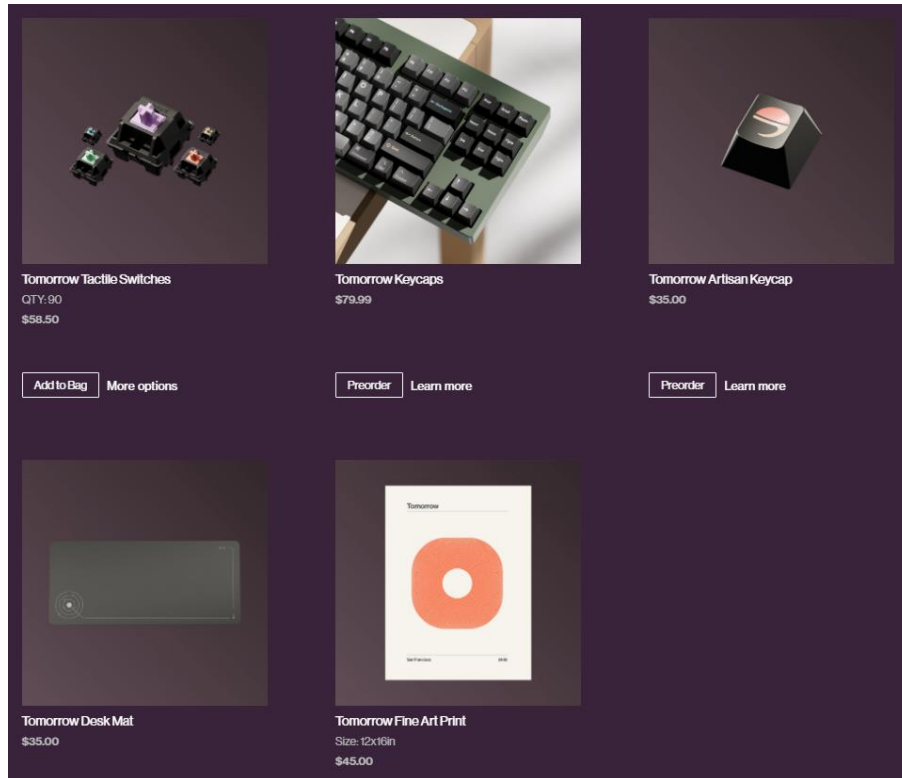 Tomorrow Tactile Switches
QTY: 90
$58.50
Add to Bag
More options
Tomorrow Keycaps
$79.99
Preorder
Learn more
Tomorrow Artisan Keycap
$35.00
Preorder
Learn more
Tomorrow Desk Mat
$35.00
Tomorrow
San Francisco
Tomorrow Fine Art Print
Size: 12x16in
$45.00